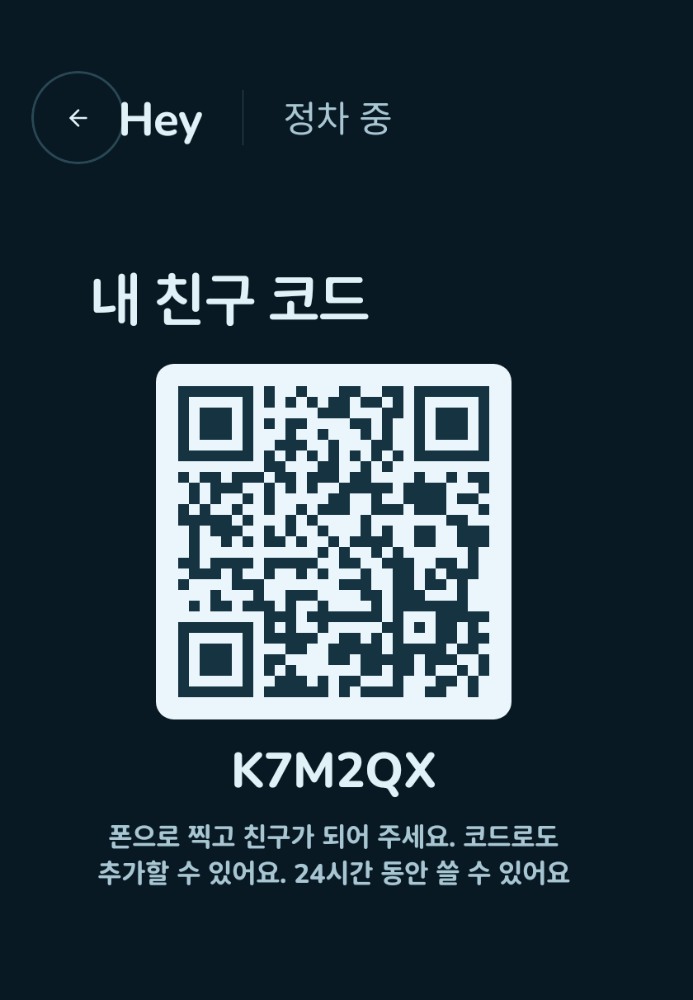 Hey 정차 중
내 친구 코드
K7M2QX
폰으로 찍고 친구가 되어 주세요. 코드로도
추가할 수 있어요. 24시간 동안 쓸 수 있어요